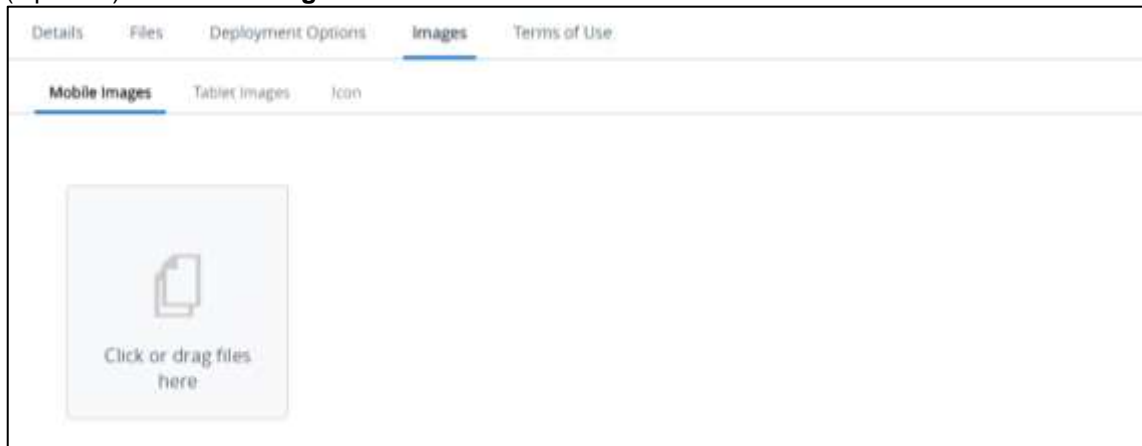 Details Files Deployment Options Images Terms of Use
Mobile Images Tablet Images Icon
Click or drag files
here